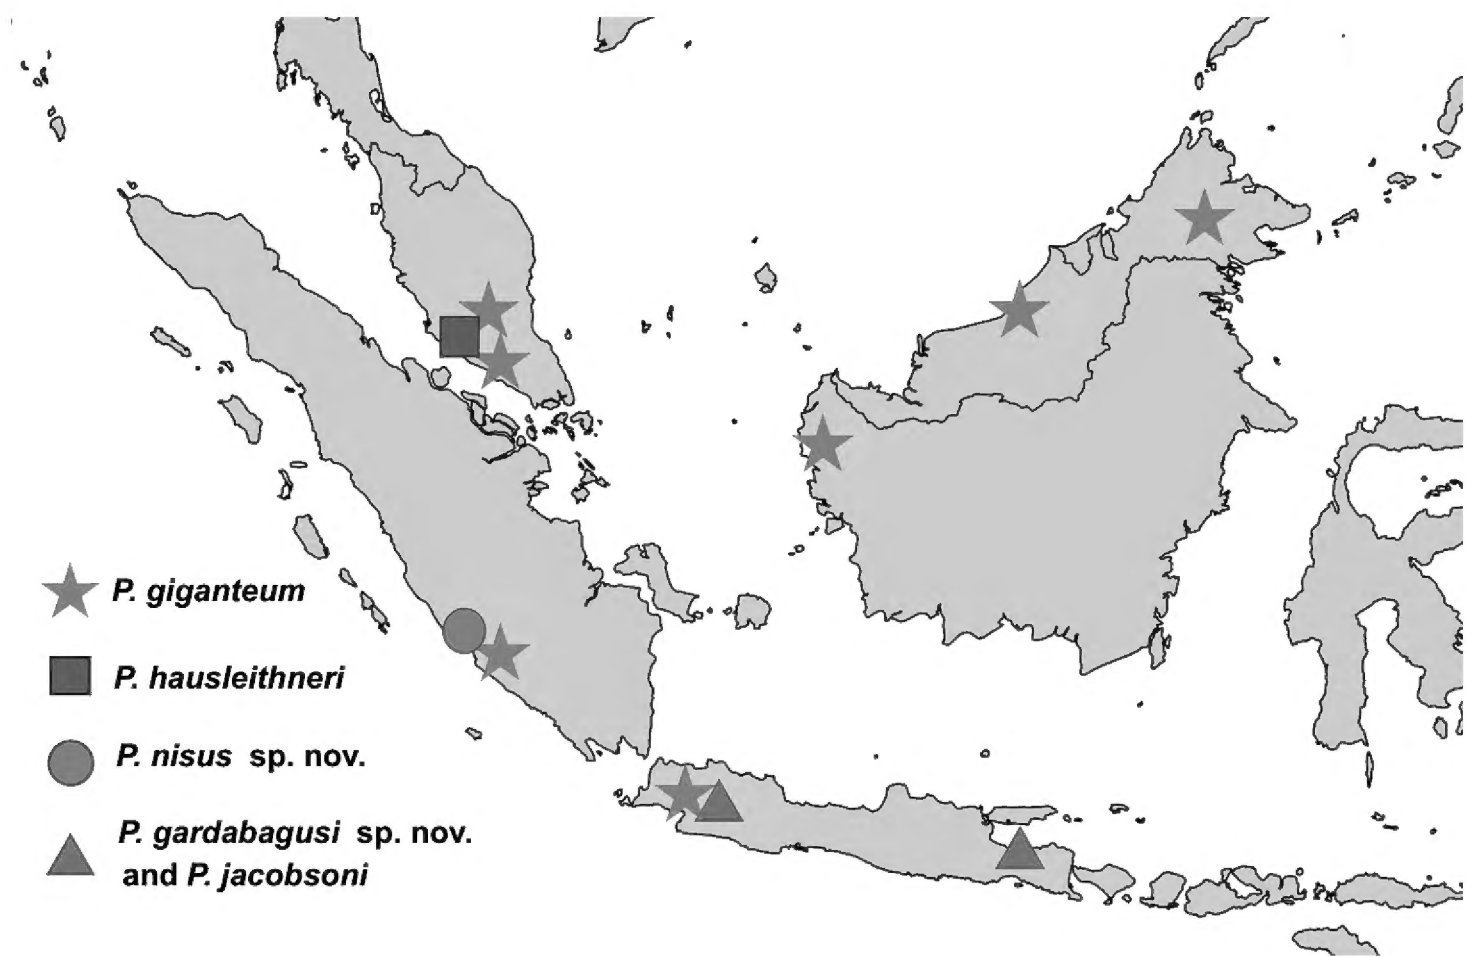 P. giganteum
P. hausleithneri
P. nisus sp. nov.
P. gardabagusi sp. nov.
and P. jacobsoni